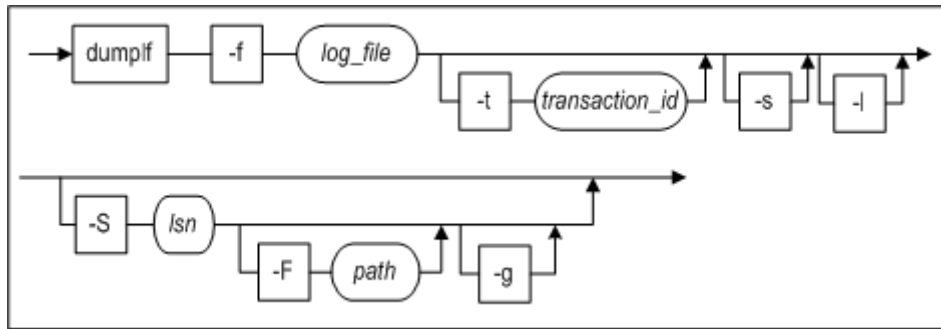 dumplf -f log_file
-t transaction_id -s -l
-S lsn
-F path -g